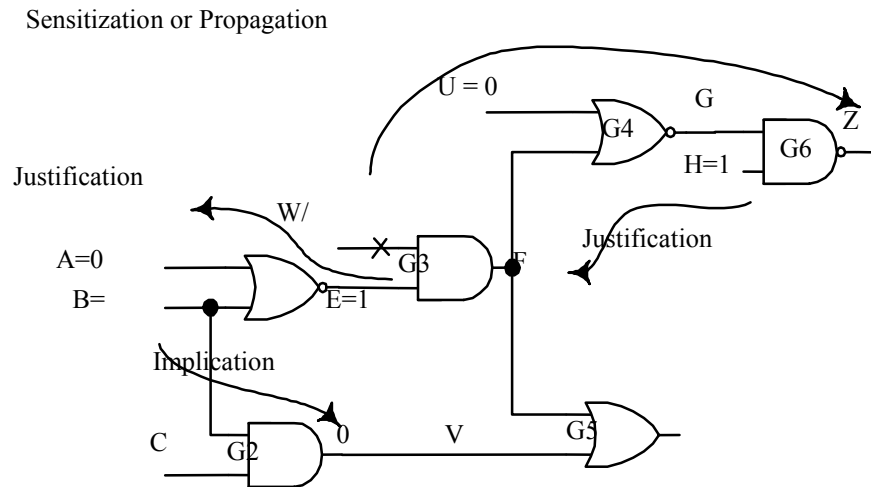 Sensitization or Propagation
U = 0
G
G4
Z
G6
H=1
Justification
W/
Justification
G3
F
A=0
B=
E=1
Implication
0
C
G2
V
G5